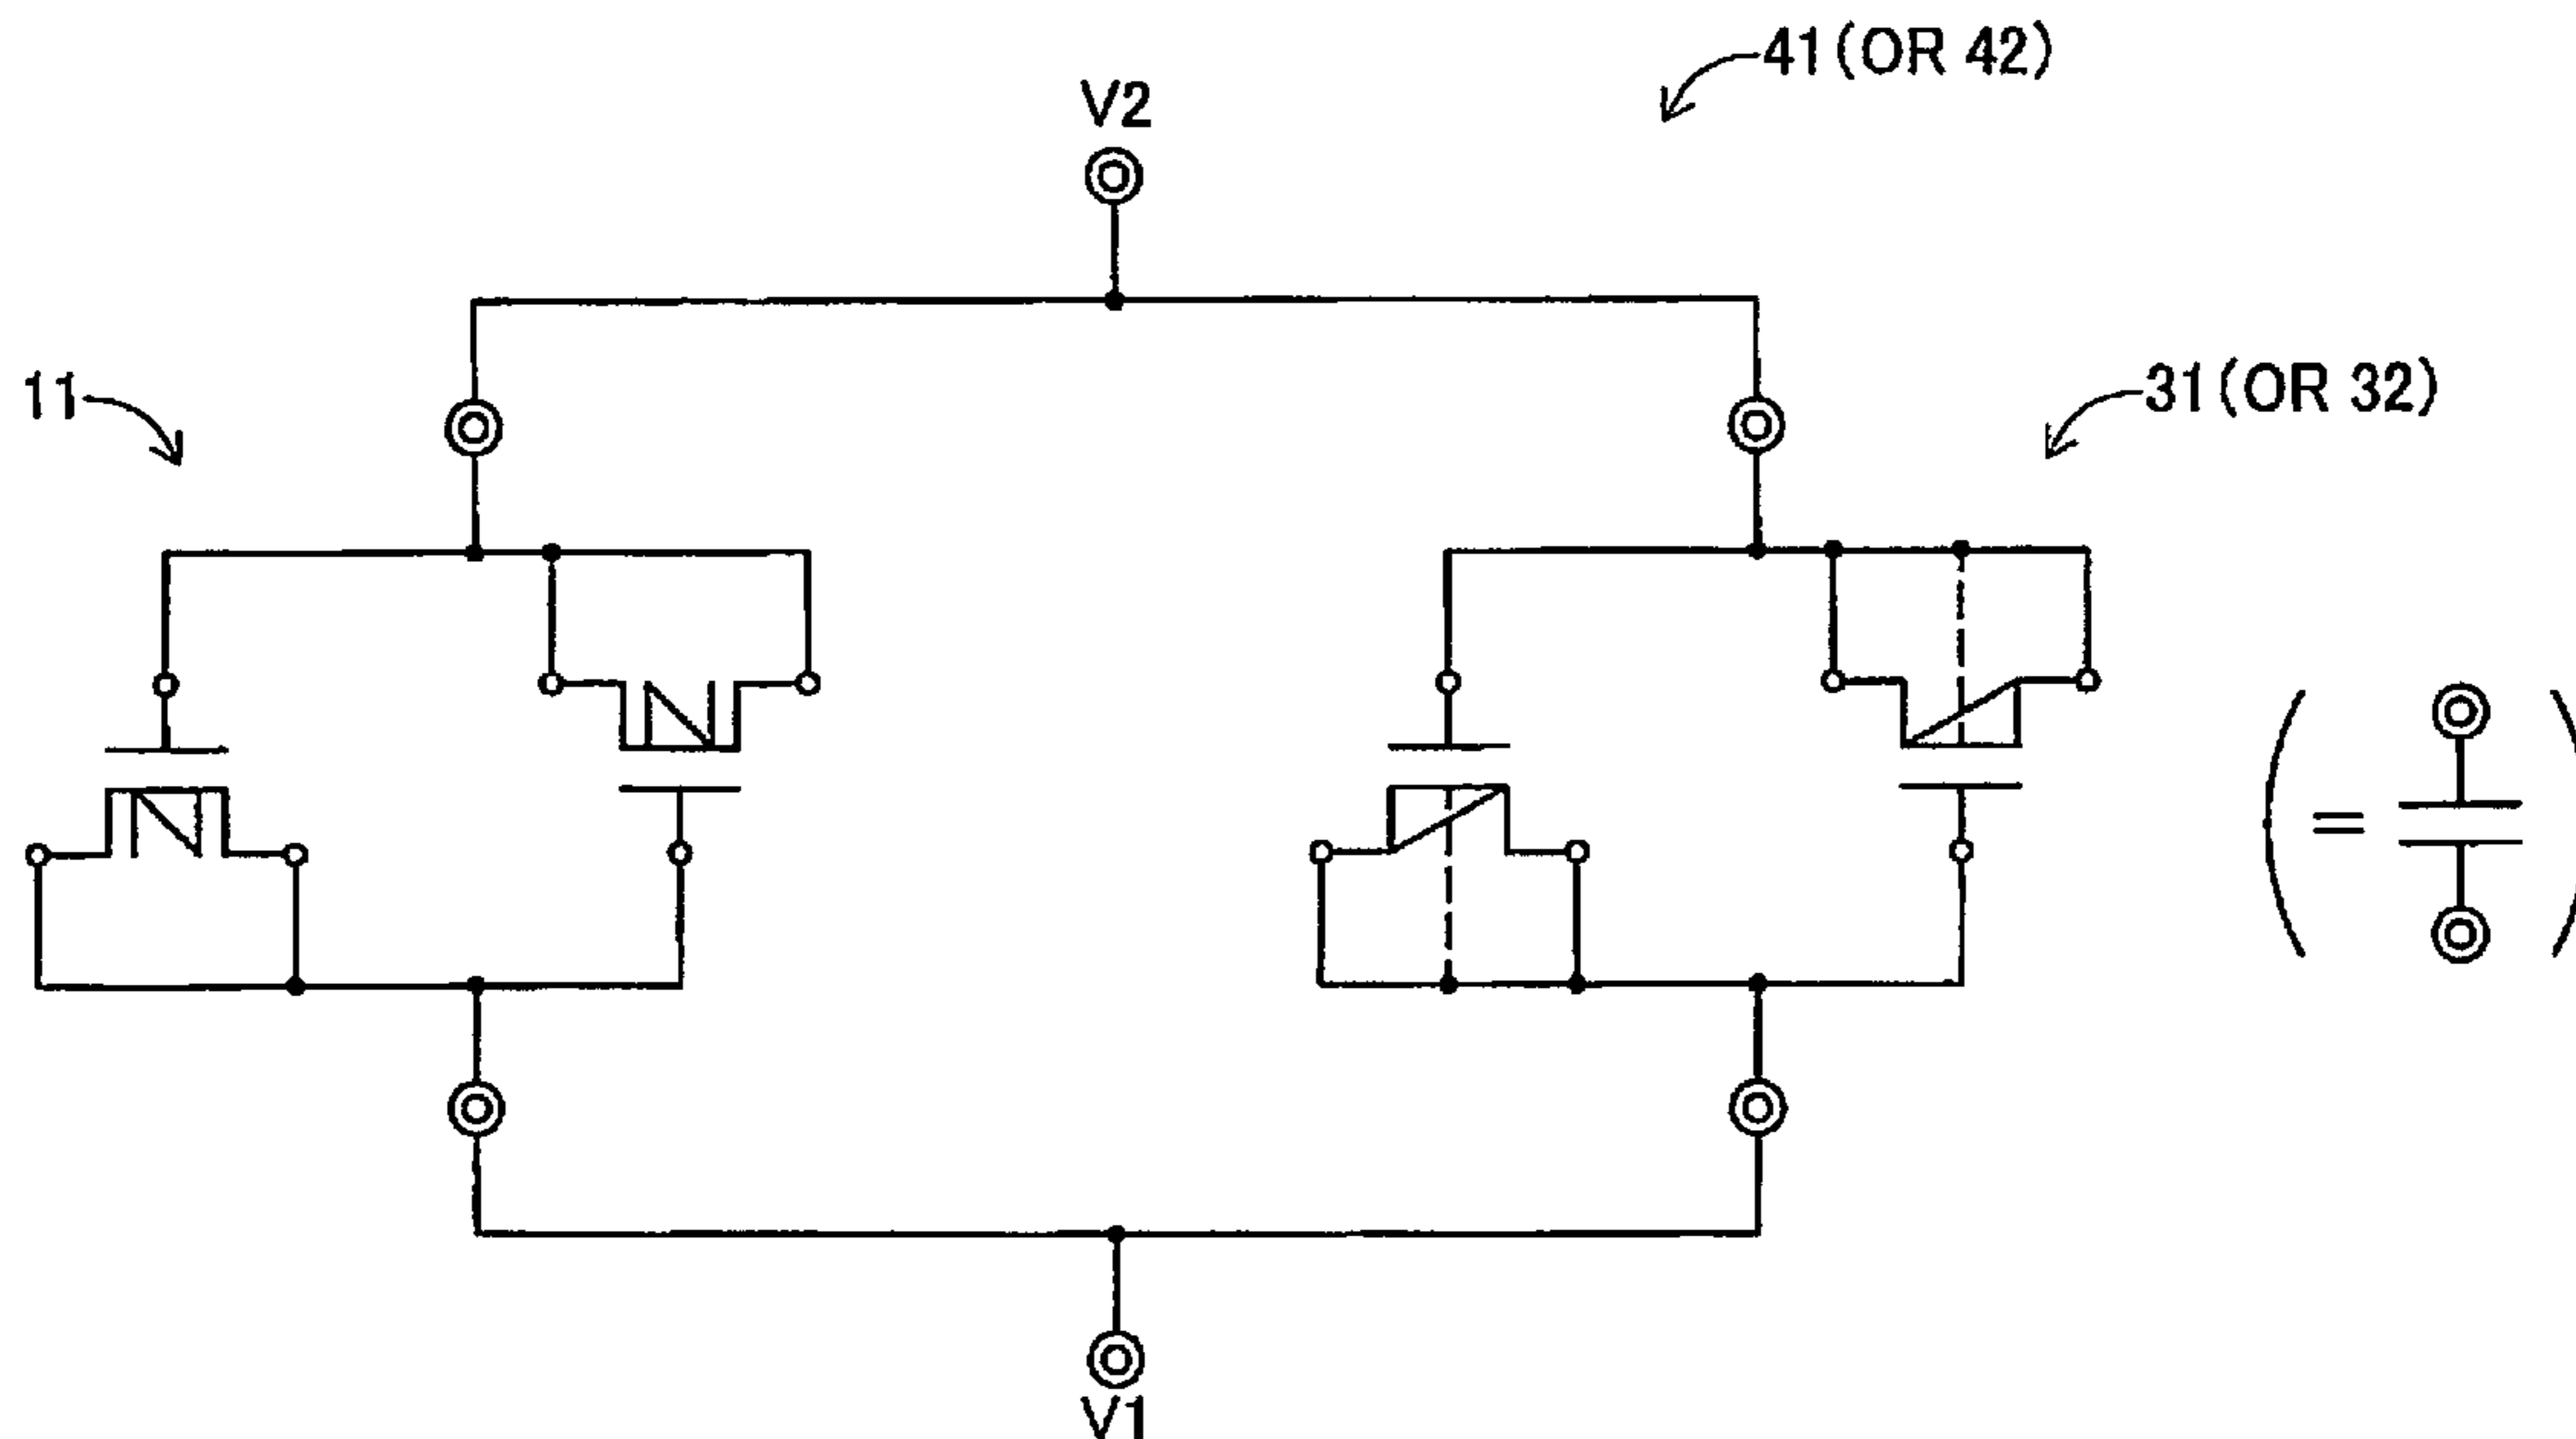 41(OR 42)
V2
11
31(OR 32)
( = )
V1